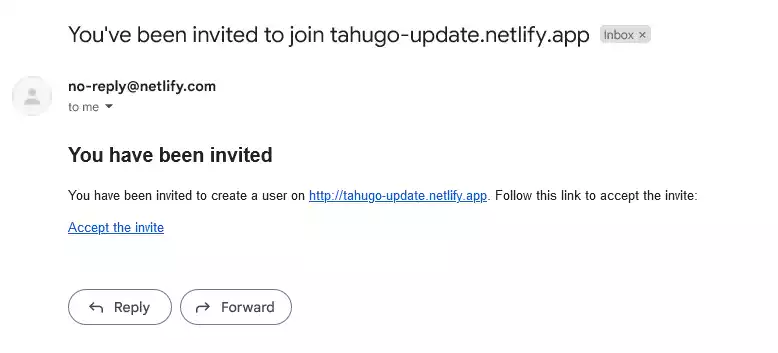 You've been invited to join tahugo-update.netlify.app Inbox ×
no-reply@netlify.com
to me
You have been invited
You have been invited to create a user on http://tahugo-update.netlify.app. Follow this link to accept the invite:
Accept the invite
Reply Forward